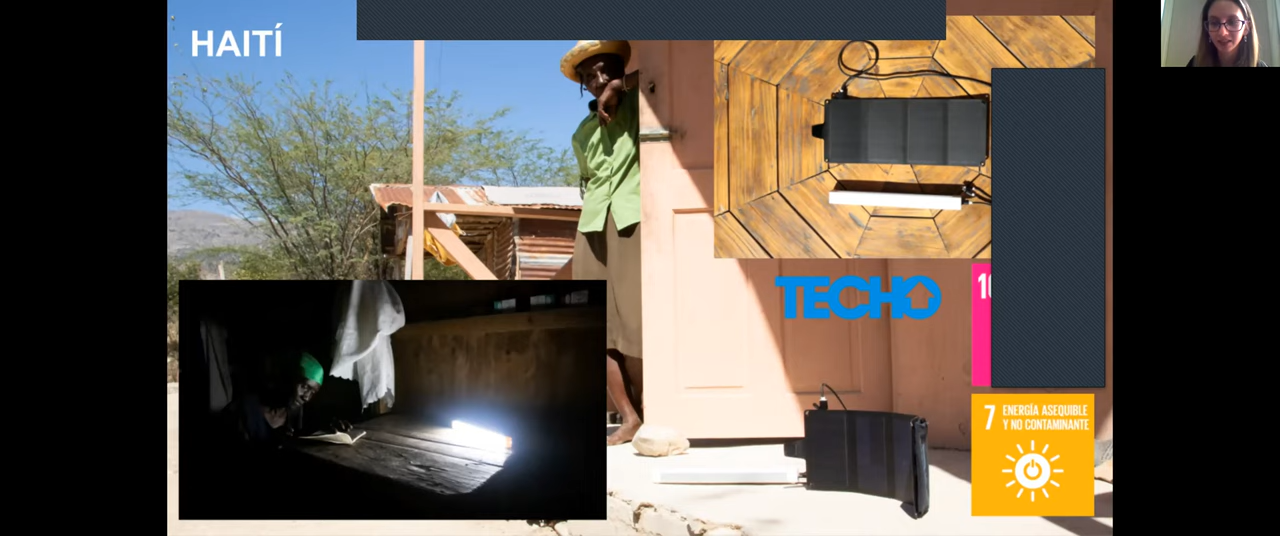 HAITÍ
TECHO
7 ENERGÍA ASEQUIBLE
Y NO CONTAMINANTE